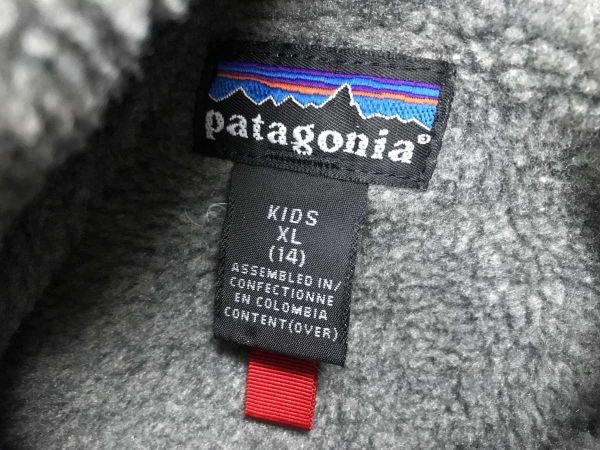 patagonia®
KIDS
XL
(14)
ASSEMBLED IN/
CONFECTIONNE
EN COLOMBIA
CONTENT(OVER)